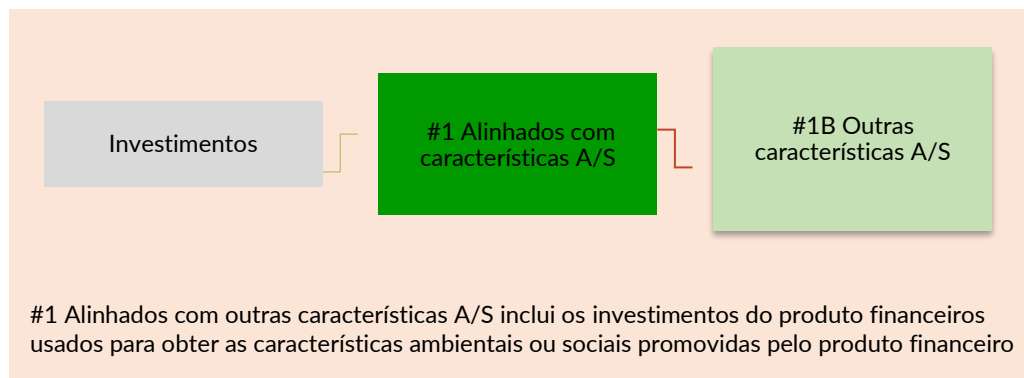 Investimentos
#1 Alinhados com
características A/S
#1B Outras
características A/S
#1 Alinhados com outras características A/S inclui os investimentos do produto financeiros
usados para obter as características ambientais ou sociais promovidas pelo produto financeiro